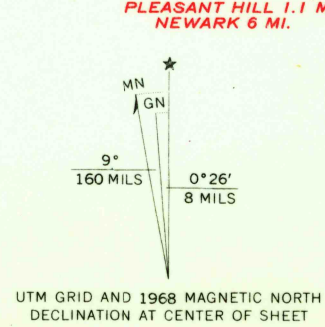 PLEASANT HILL 1.1 M
NEWARK 6 MI.
MN
GN
9°
160 MILS
0°26′
8 MILS
UTM GRID AND 1968 MAGNETIC NORTH
DECLINATION AT CENTER OF SHEET